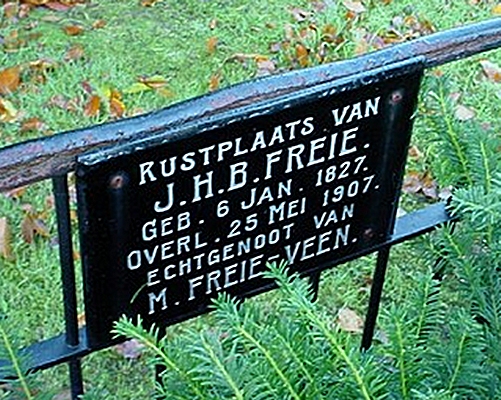 RUSTPLAATS VAN
J.H.B. FREIE.
GEB. 6 JAN. 1827.
OVERL. 25 MEI 1907.
ECHTGENOOT VAN
M. FREIE-VEEN.